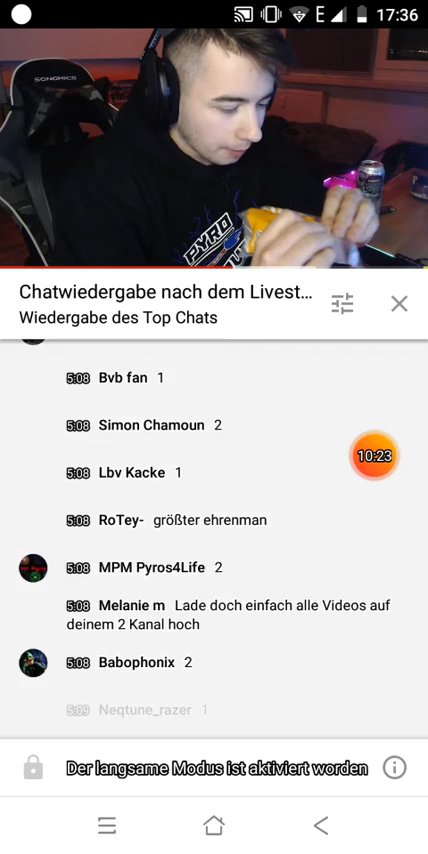 E 17:36
SONGMICS
PYRO
Chatwiedergabe nach dem Livest...
Wiedergabe des Top Chats
5:08 Bvb fan 1
5:08 Simon Chamoun 2
10:23
5:08 Lbv Kacke 1
5:08 RoTey- größter ehrenman
5:08 MPM Pyros4Life 2
5:08 Melanie m Lade doch einfach alle Videos auf
deinem 2 Kanal hoch
5:08 Babophonix 2
5:09 Neqtune_razer 1
Der langsame Modus ist aktiviert worden